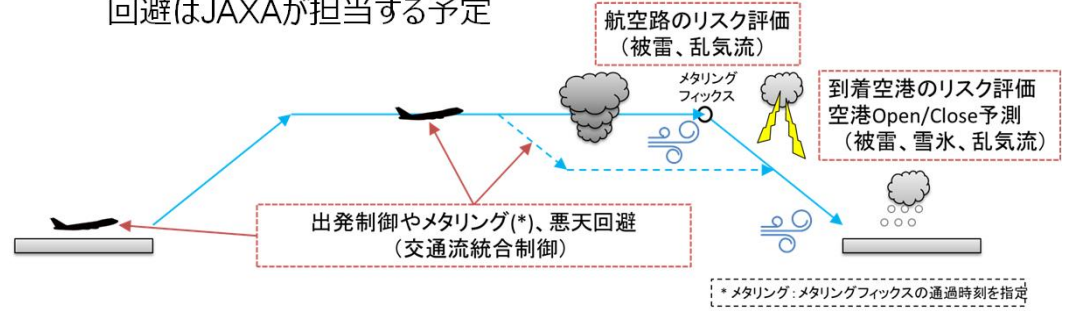 回避はJAXAが担当する予定
航空路のリスク評価
（被雷、乱気流）
メタリング
フィックス
到着空港のリスク評価
空港Open/Close予測
（被雷、雪氷、乱気流）
出発制御やメタリング(*)、悪天回避
（交通流統合制御）
* メタリング：メタリングフィックスの通過時刻を指定